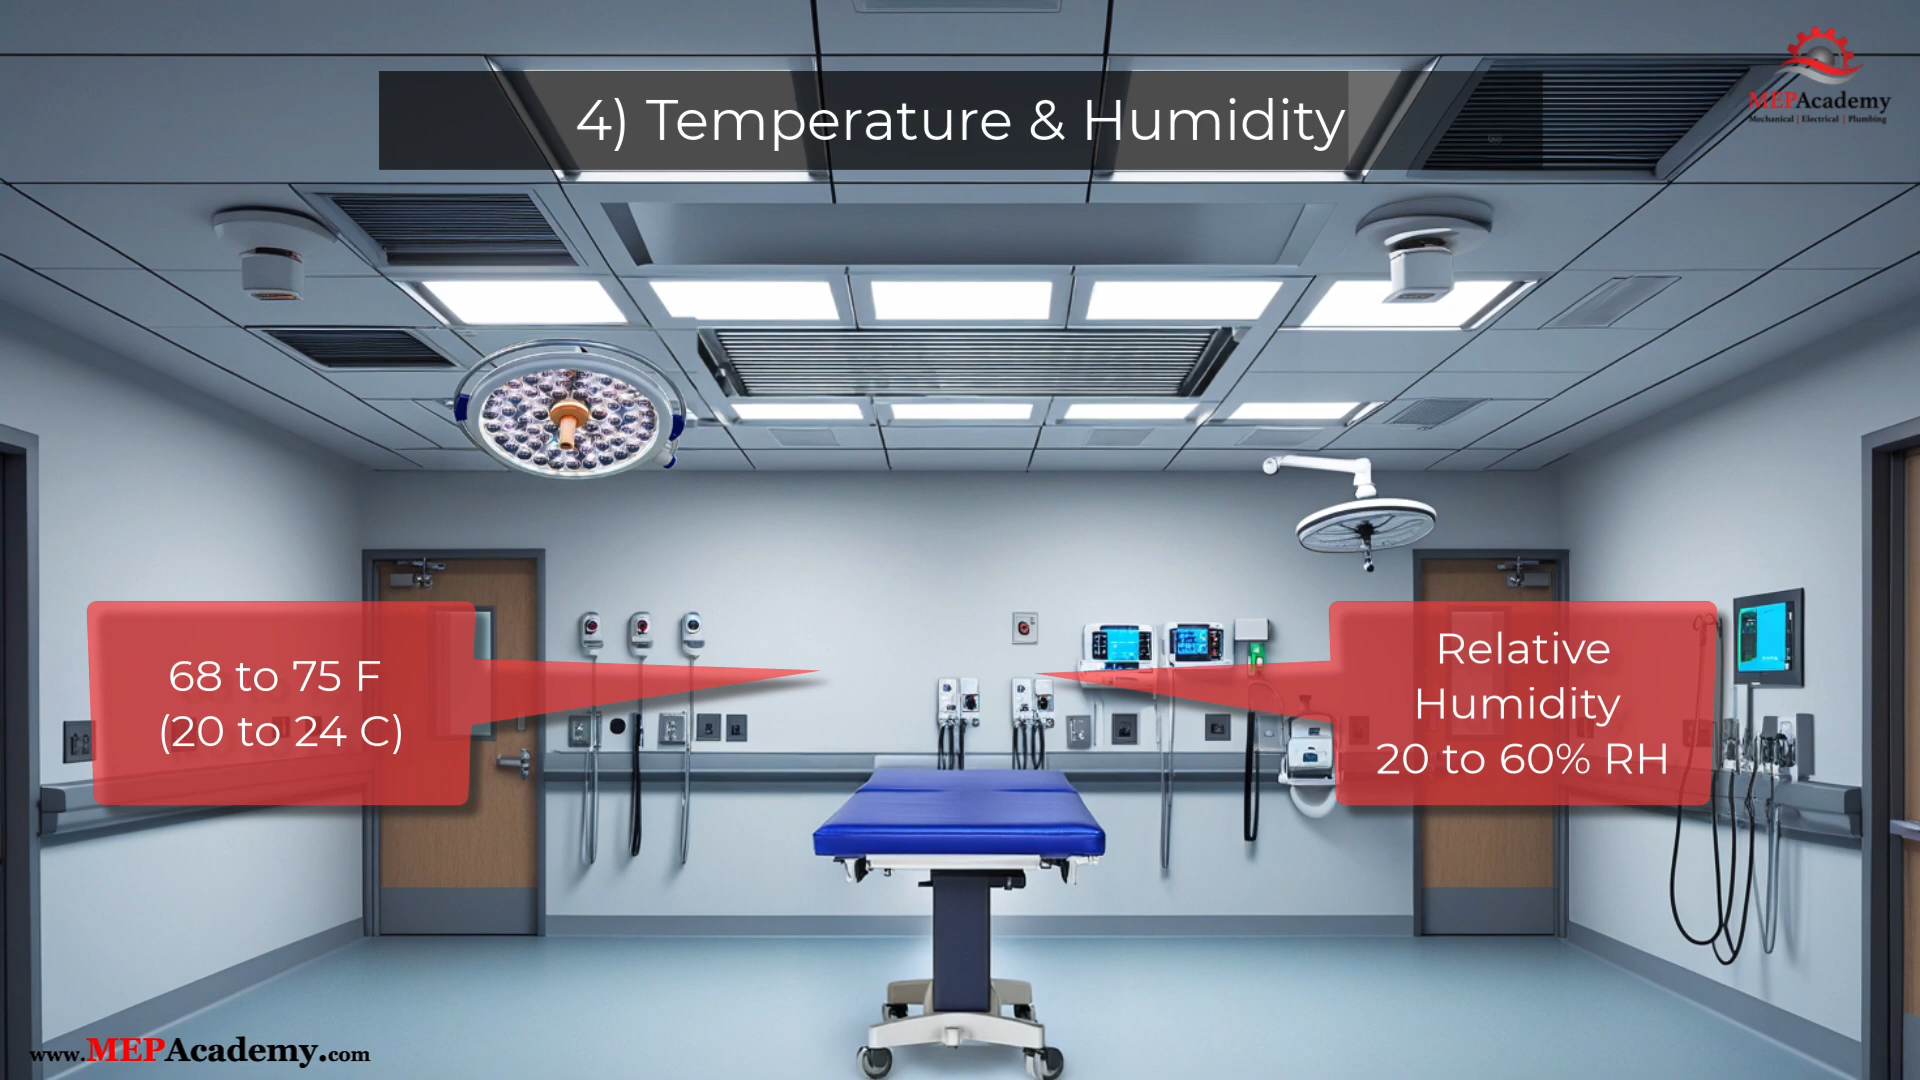 4) Temperature & Humidity
MEPAcademy
Mechanical | Electrical | Plumbing
68 to 75 F
(20 to 24 C)
Relative
Humidity
20 to 60% RH
www.MEPAcademy.com